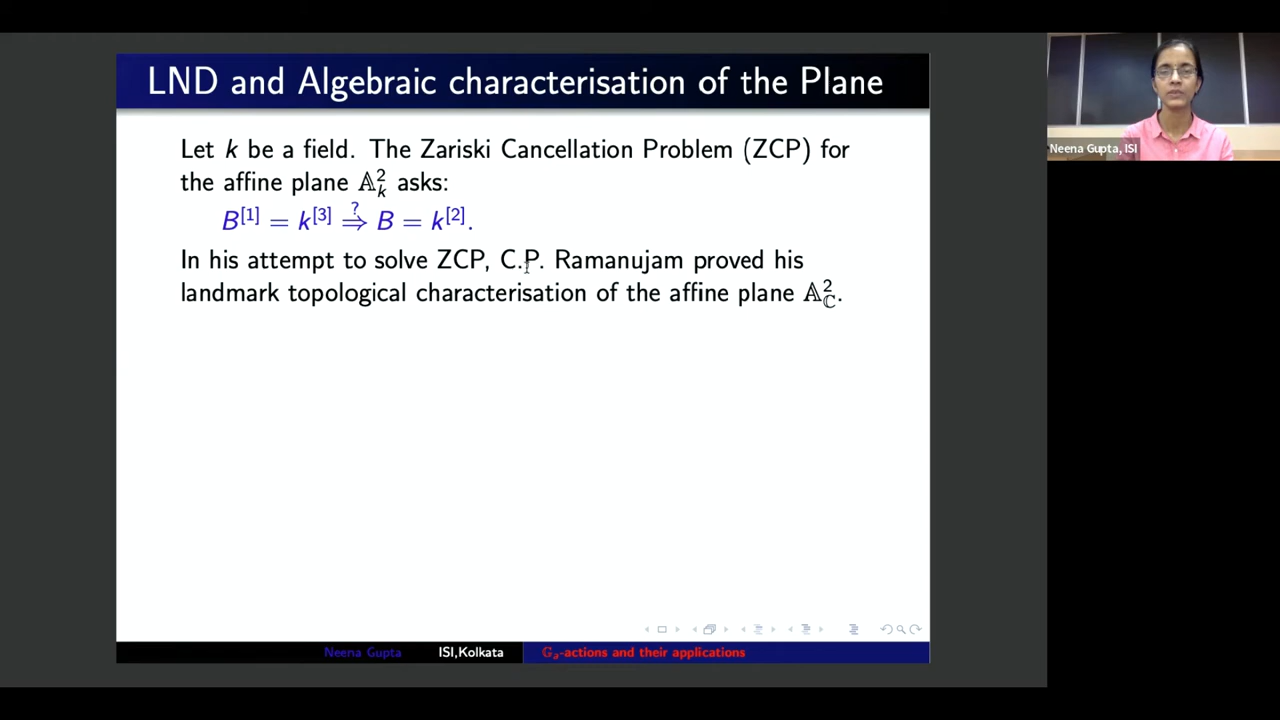 LND and Algebraic characterisation of the Plane
Let k be a field. The Zariski Cancellation Problem (ZCP) for
the affine plane 𝔸²ₖ asks:
B^[1] = k^[3] ⇒^? B = k^[2].
In his attempt to solve ZCP, C.P. Ramanujam proved his
landmark topological characterisation of the affine plane 𝔸²_ℂ.
Neena Gupta ISI,Kolkata 𝔾ₐ-actions and their applications
Neena Gupta, ISI